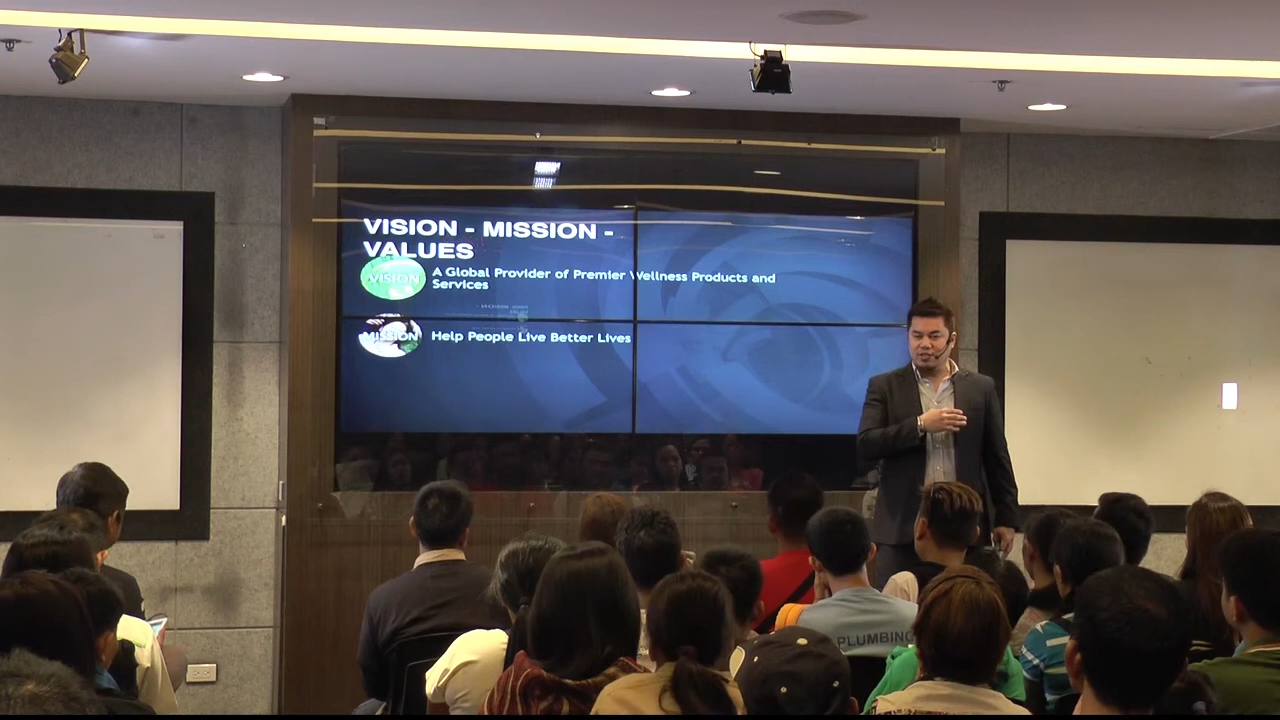 VISION - MISSION -
VALUES
VISION
A Global Provider of Premier Wellness Products and
Services
MISSION
Help People Live Better Lives
PLUMBING